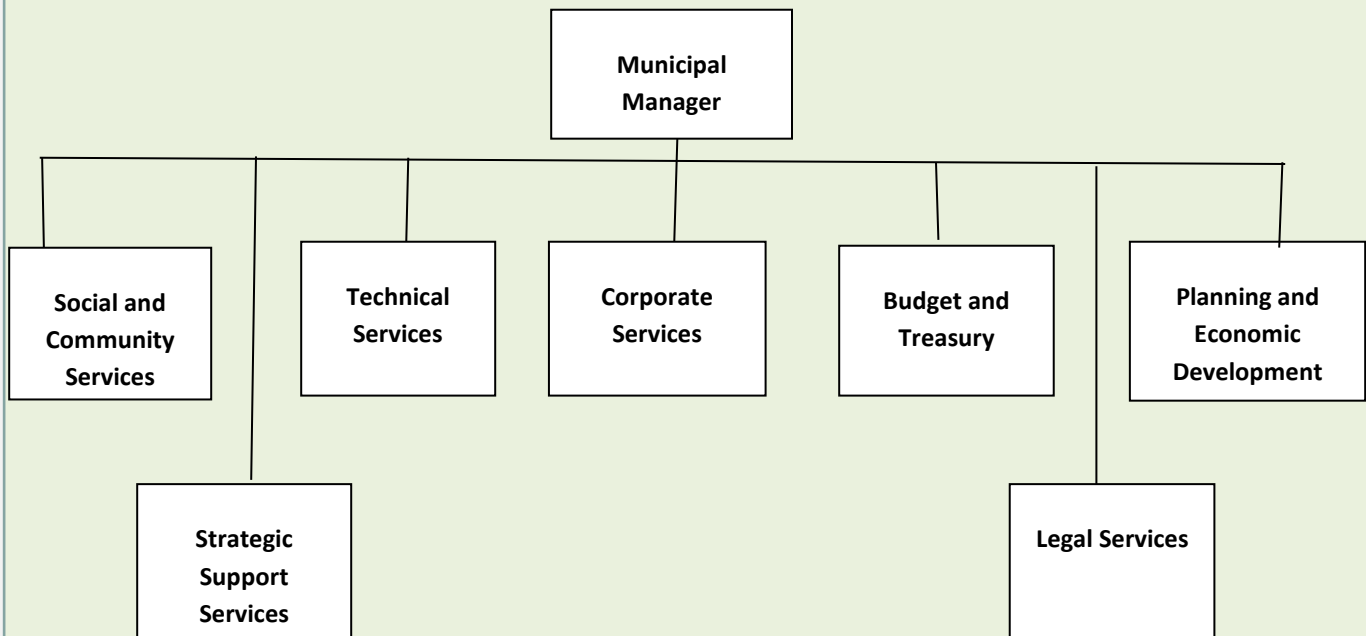 Municipal
Manager
Social and
Community
Services
Technical
Services
Corporate
Services
Budget and
Treasury
Planning and
Economic
Development
Strategic
Support
Services
Legal Services